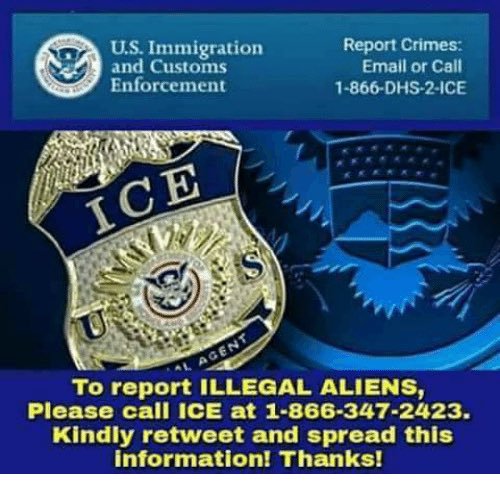 U.S. Immigration
and Customs
Enforcement
Report Crimes:
Email or Call
1-866-DHS-2-ICE
ICE
U S
AGENT
To report ILLEGAL ALIENS,
Please call ICE at 1-866-347-2423.
Kindly retweet and spread this
information! Thanks!